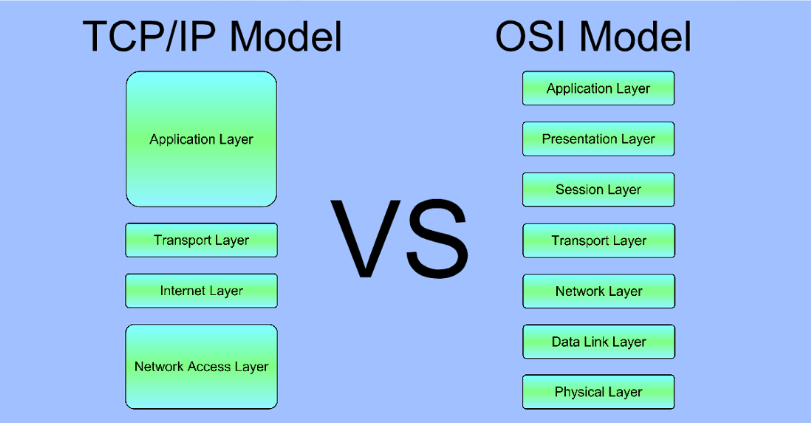 TCP/IP Model
OSI Model
VS
Application Layer
Transport Layer
Internet Layer
Network Access Layer
Application Layer
Presentation Layer
Session Layer
Transport Layer
Network Layer
Data Link Layer
Physical Layer